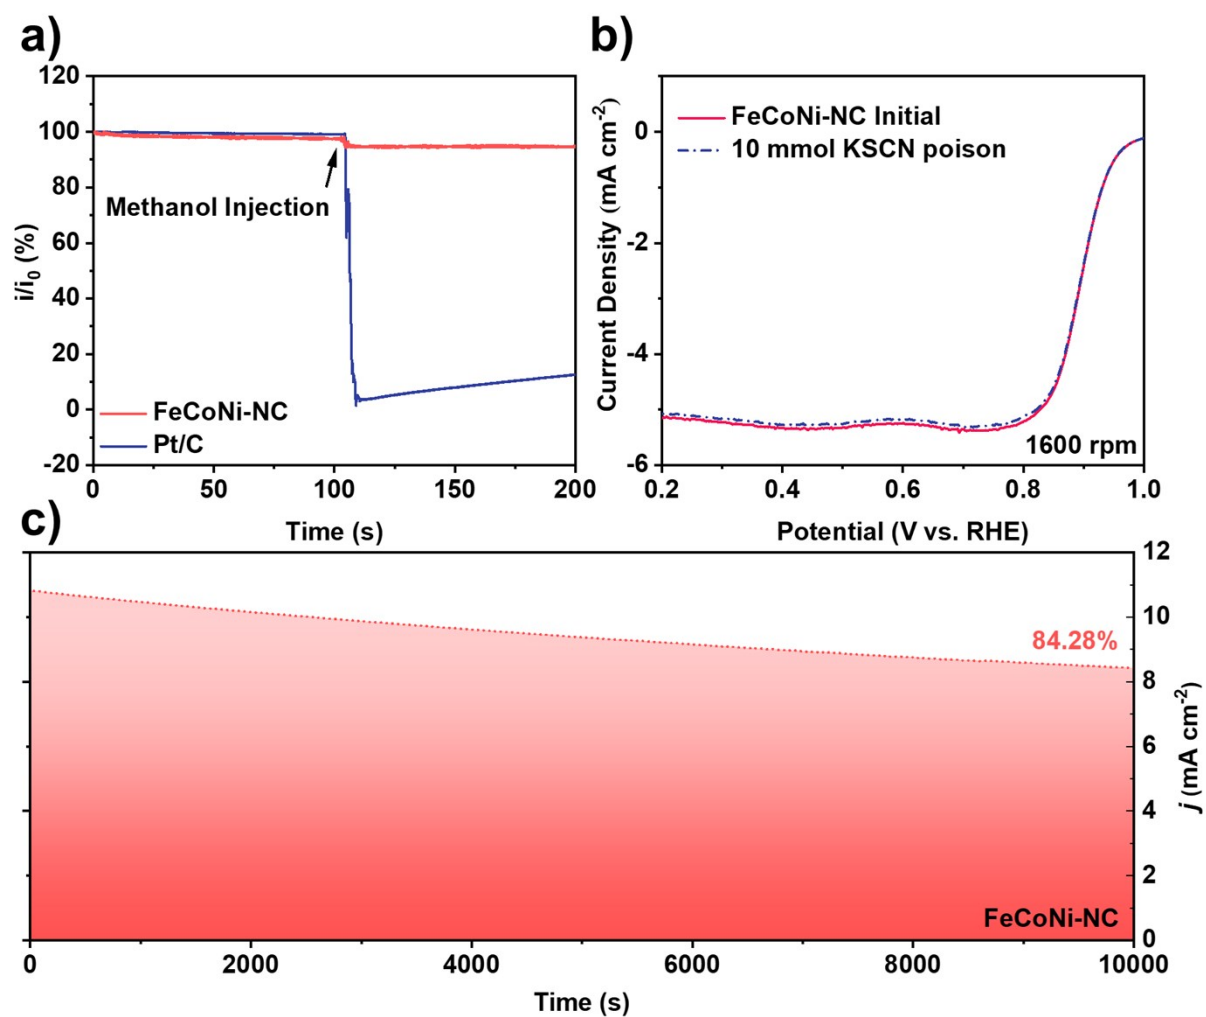 a)
120
100
80
60
40
20
0
-20
i/i0 (%)
Methanol Injection
FeCoNi-NC
Pt/C
0 50 100 150 200
Time (s)
b)
0
-2
-4
-6
Current Density (mA cm-2)
FeCoNi-NC Initial
10 mmol KSCN poison
1600 rpm
0.2 0.4 0.6 0.8 1.0
Potential (V vs. RHE)
c)
84.28%
FeCoNi-NC
12
10
8
6
4
2
0
j (mA cm-2)
0 2000 4000 6000 8000 10000
Time (s)